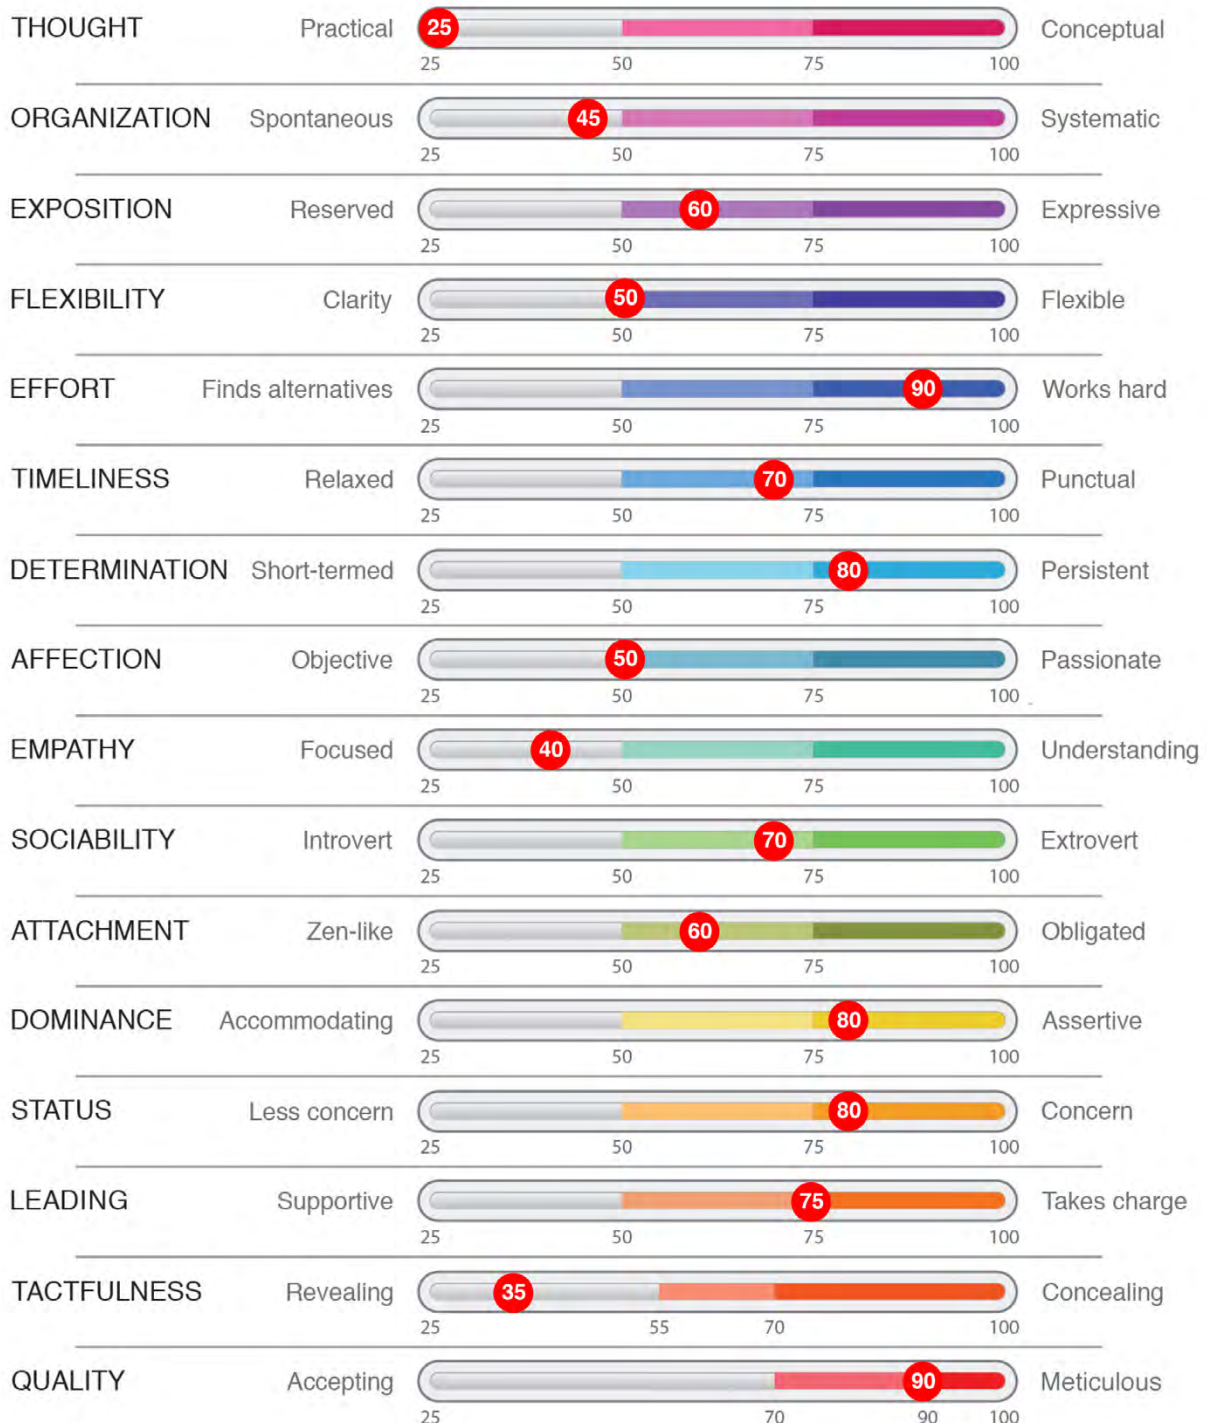 THOUGHT Practical 25 Conceptual
25 50 75 100
ORGANIZATION Spontaneous 45 Systematic
25 50 75 100
EXPOSITION Reserved 60 Expressive
25 50 75 100
FLEXIBILITY Clarity 50 Flexible
25 50 75 100
EFFORT Finds alternatives 90 Works hard
25 50 75 100
TIMELINESS Relaxed 70 Punctual
25 50 75 100
DETERMINATION Short-termed 80 Persistent
25 50 75 100
AFFECTION Objective 50 Passionate
25 50 75 100
EMPATHY Focused 40 Understanding
25 50 75 100
SOCIABILITY Introvert 70 Extrovert
25 50 75 100
ATTACHMENT Zen-like 60 Obligated
25 50 75 100
DOMINANCE Accommodating 80 Assertive
25 50 75 100
STATUS Less concern 80 Concern
25 50 75 100
LEADING Supportive 75 Takes charge
25 50 75 100
TACTFULNESS Revealing 35 Concealing
25 55 70 100
QUALITY Accepting 90 Meticulous
25 70 90 100